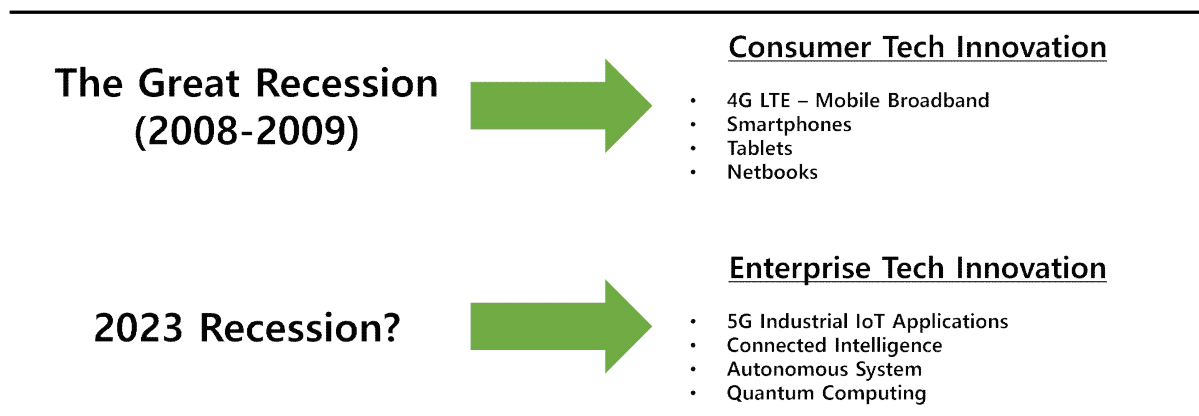 The Great Recession
(2008-2009)
Consumer Tech Innovation
• 4G LTE – Mobile Broadband
• Smartphones
• Tablets
• Netbooks
2023 Recession?
Enterprise Tech Innovation
• 5G Industrial IoT Applications
• Connected Intelligence
• Autonomous System
• Quantum Computing